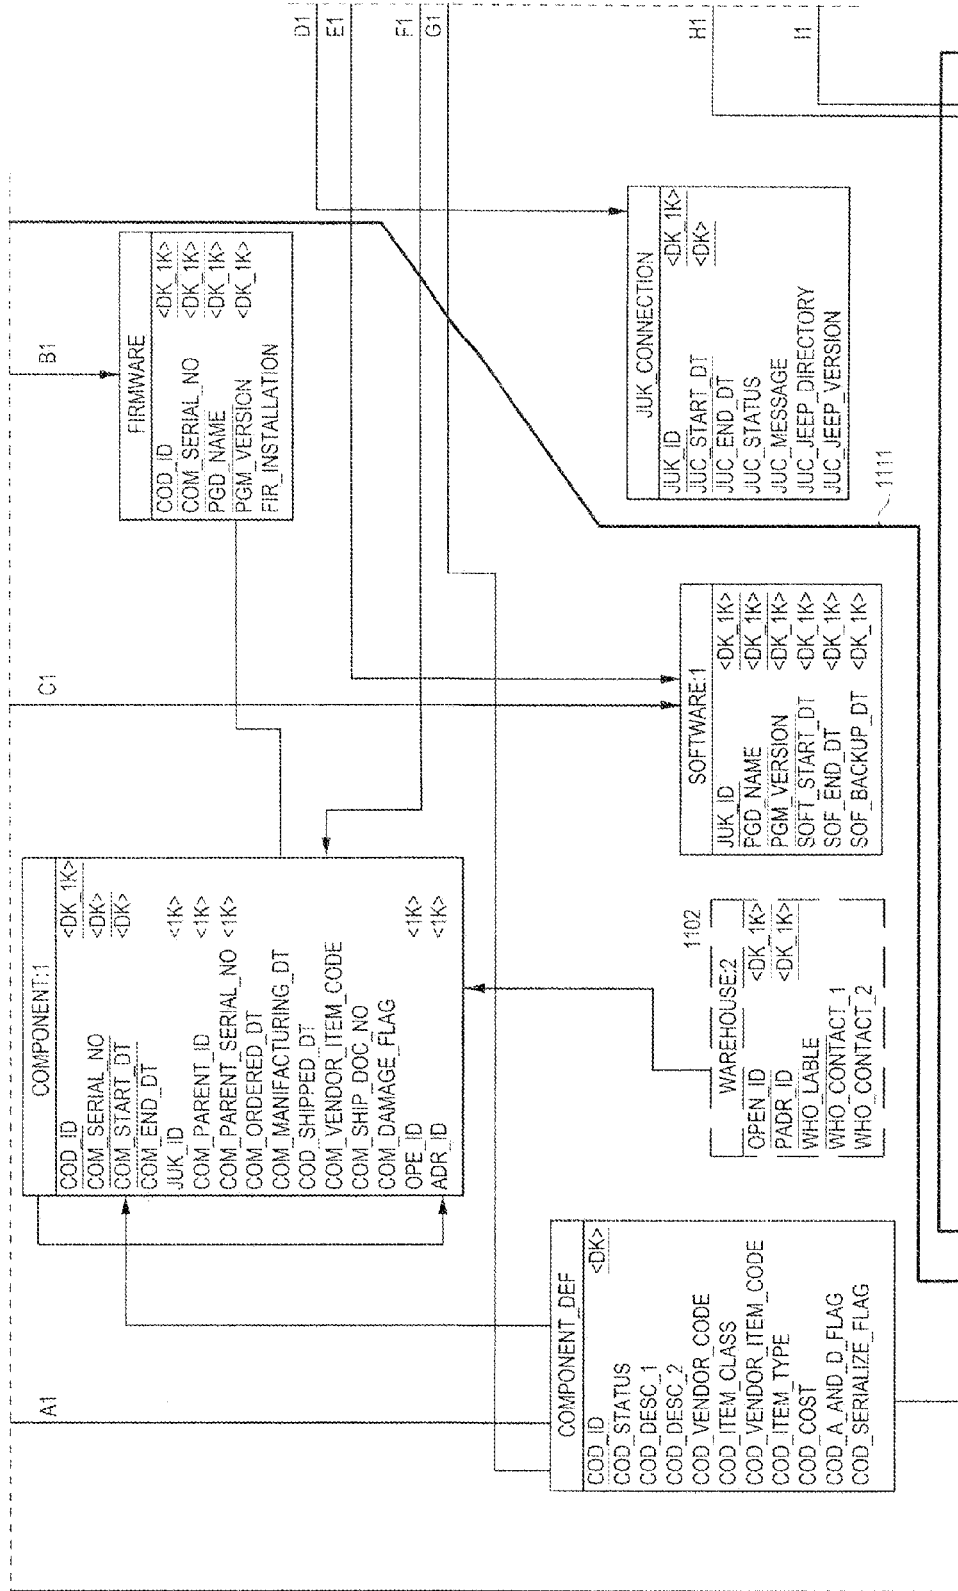 A1
C1
B1
COMPONENT:1
COD_ID <DK_1K>
COM_SERIAL_NO <DK>
COM_START_DT <DK>
COM_END_DT
JUK_ID <1K>
COM_PARENT_ID <1K>
COM_PARENT_SERIAL_NO <1K>
COM_ORDERED_DT
COM_MANIFACTURING_DT
COD_SHIPPED_DT
COM_VENDOR_ITEM_CODE
COM_SHIP_DOC_NO
COM_DAMAGE_FLAG
OPE_ID <1K>
ADR_ID <1K>
FIRMWARE
COD_ID <DK_1K>
COM_SERIAL_NO <DK_1K>
PGD_NAME <DK_1K>
PGM_VERSION <DK_1K>
FIR_INSTALLATION
D1
E1
F1
G1
COMPONENT_DEF
COD_ID <DK>
COD_STATUS
COD_DESC_1
COD_DESC_2
COD_VENDOR_CODE
COD_ITEM_CLASS
COD_VENDOR_ITEM_CODE
COD_ITEM_TYPE
COD_COST
COD_A_AND_D_FLAG
COD_SERIALIZE_FLAG
1102
WAREHOUSE:2
OPEN_ID <DK_1K>
PADR_ID <DK_1K>
WHO_LABLE
WHO_CONTACT_1
WHO_CONTACT_2
SOFTWARE:1
JUK_ID <DK_1K>
PGD_NAME <DK_1K>
PGM_VERSION <DK_1K>
SOFT_START_DT <DK_1K>
SOF_END_DT <DK_1K>
SOF_BACKUP_DT <DK_1K>
JUK_CONNECTION
JUK_ID <DK_1K>
JUC_START_DT <DK>
JUC_END_DT
JUC_STATUS
JUC_MESSAGE
JUC_JEEP_DIRECTORY
JUC_JEEP_VERSION
1111
H1
I1